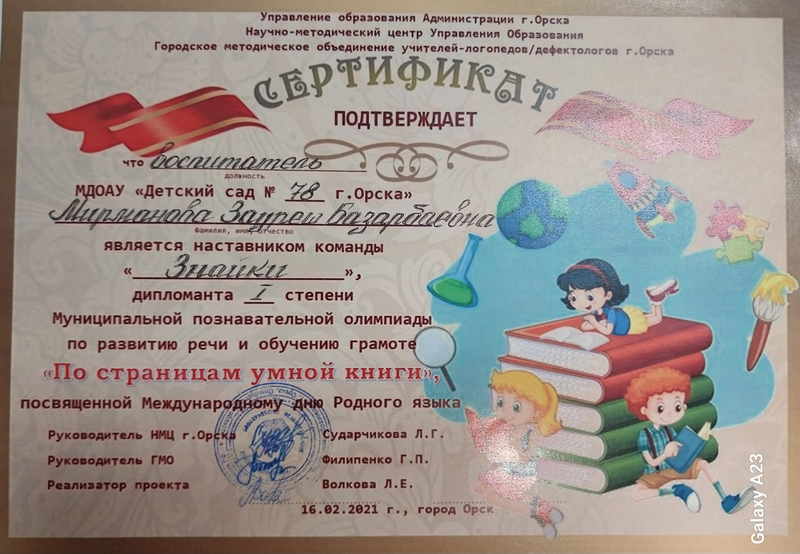 Управление образования Администрации г.Орска
Научно-методический центр Управления Образования
Городское методическое объединение учителей-логопедов/дефектологов г.Орска
СЕРТИФИКАТ
ПОДТВЕРЖДАЕТ
что воспитатель
должность
МДОАУ «Детский сад № 78 г.Орска»
Мирманова Зауреш Базарбаевна
Фамилия, имя, отчество
является наставником команды
«Знайки»,
дипломанта I степени
Муниципальной познавательной олимпиады
по развитию речи и обучению грамоте
«По страницам умной книги»,
посвященной Международному дню Родного языка
Руководитель НМЦ г.Орска Сударчикова Л.Г.
Руководитель ГМО Филипенко Г.П.
Реализатор проекта Волкова Л.Е.
16.02.2021 г., город Орск
Galaxy A23